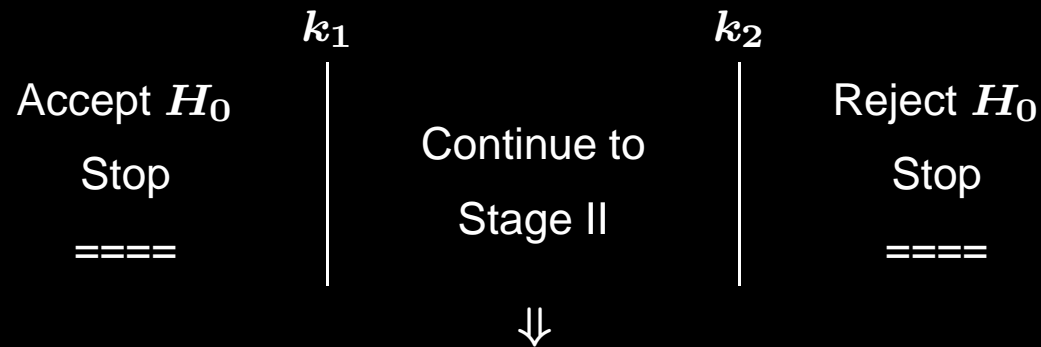 k₁ k₂
Accept H₀ Reject H₀
Continue to
Stop Stop
Stage II
==== ====
⇓